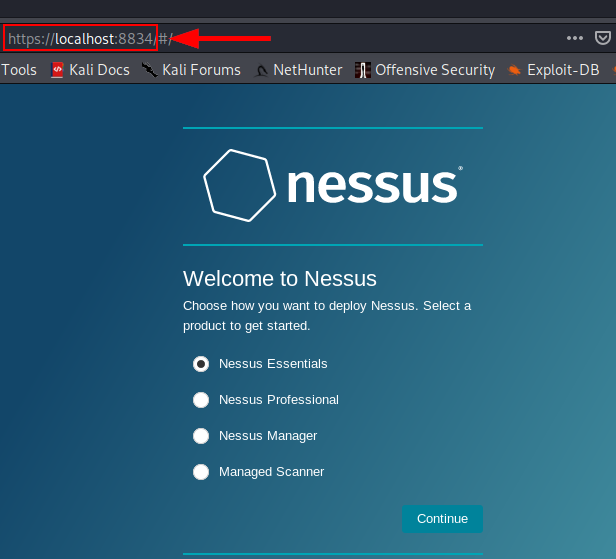 https://localhost:8834/#/
Tools Kali Docs Kali Forums NetHunter Offensive Security Exploit-DB
nessus®
Welcome to Nessus
Choose how you want to deploy Nessus. Select a
product to get started.
Nessus Essentials
Nessus Professional
Nessus Manager
Managed Scanner
Continue